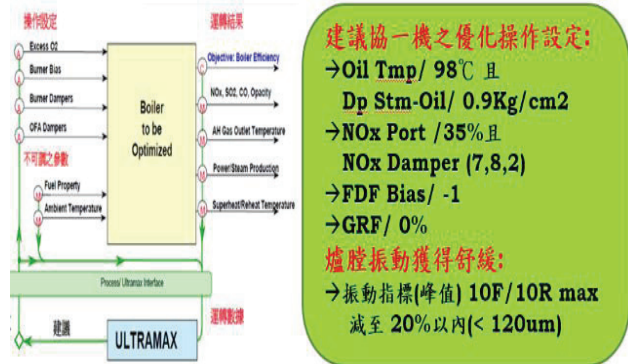 操作設定
Excess O2
Burner Bias
Burner Dampers
OFA Dampers
不可調之參數
Fuel Property
Ambient Temperature
Boiler
to be
Optimized
運轉結果
Objective: Boiler Efficiency
NOx, SO2, CO, Opacity
AH Gas Outlet Temperature
Power/Steam Production
Superheat/Reheat Temperature
Process/ Ultramax Interface
建議
ULTRAMAX
運轉數據
建議協一機之優化操作設定:
→Oil Tmp/ 98℃ 且
Dp Stm-Oil/ 0.9Kg/cm2
→NOx Port /35%且
NOx Damper (7,8,2)
→FDF Bias/ -1
→GRF/ 0%
爐膛振動獲得舒緩:
→振動指標(峰值) 10F/10R max
減至 20%以內(< 120um)